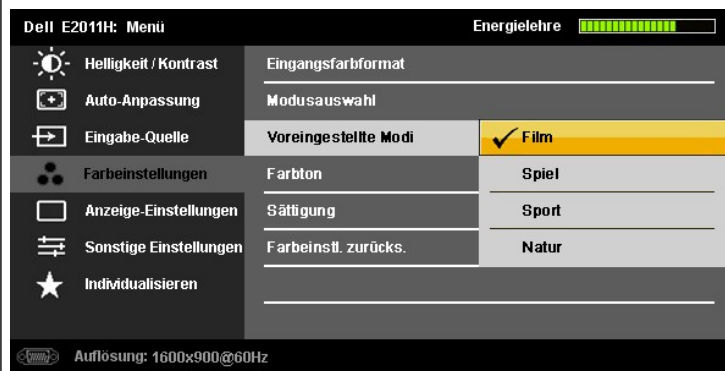 Dell E2011H: Menü
Energielehre
Helligkeit / Kontrast
Eingangsfarbformat
Auto-Anpassung
Modusauswahl
Eingabe-Quelle
Voreingestellte Modi
Film
Farbeinstellungen
Farbton
Spiel
Anzeige-Einstellungen
Sättigung
Sport
Sonstige Einstellungen
Farbeinstl. zurücks.
Natur
Individualisieren
Auflösung: 1600x900@60Hz